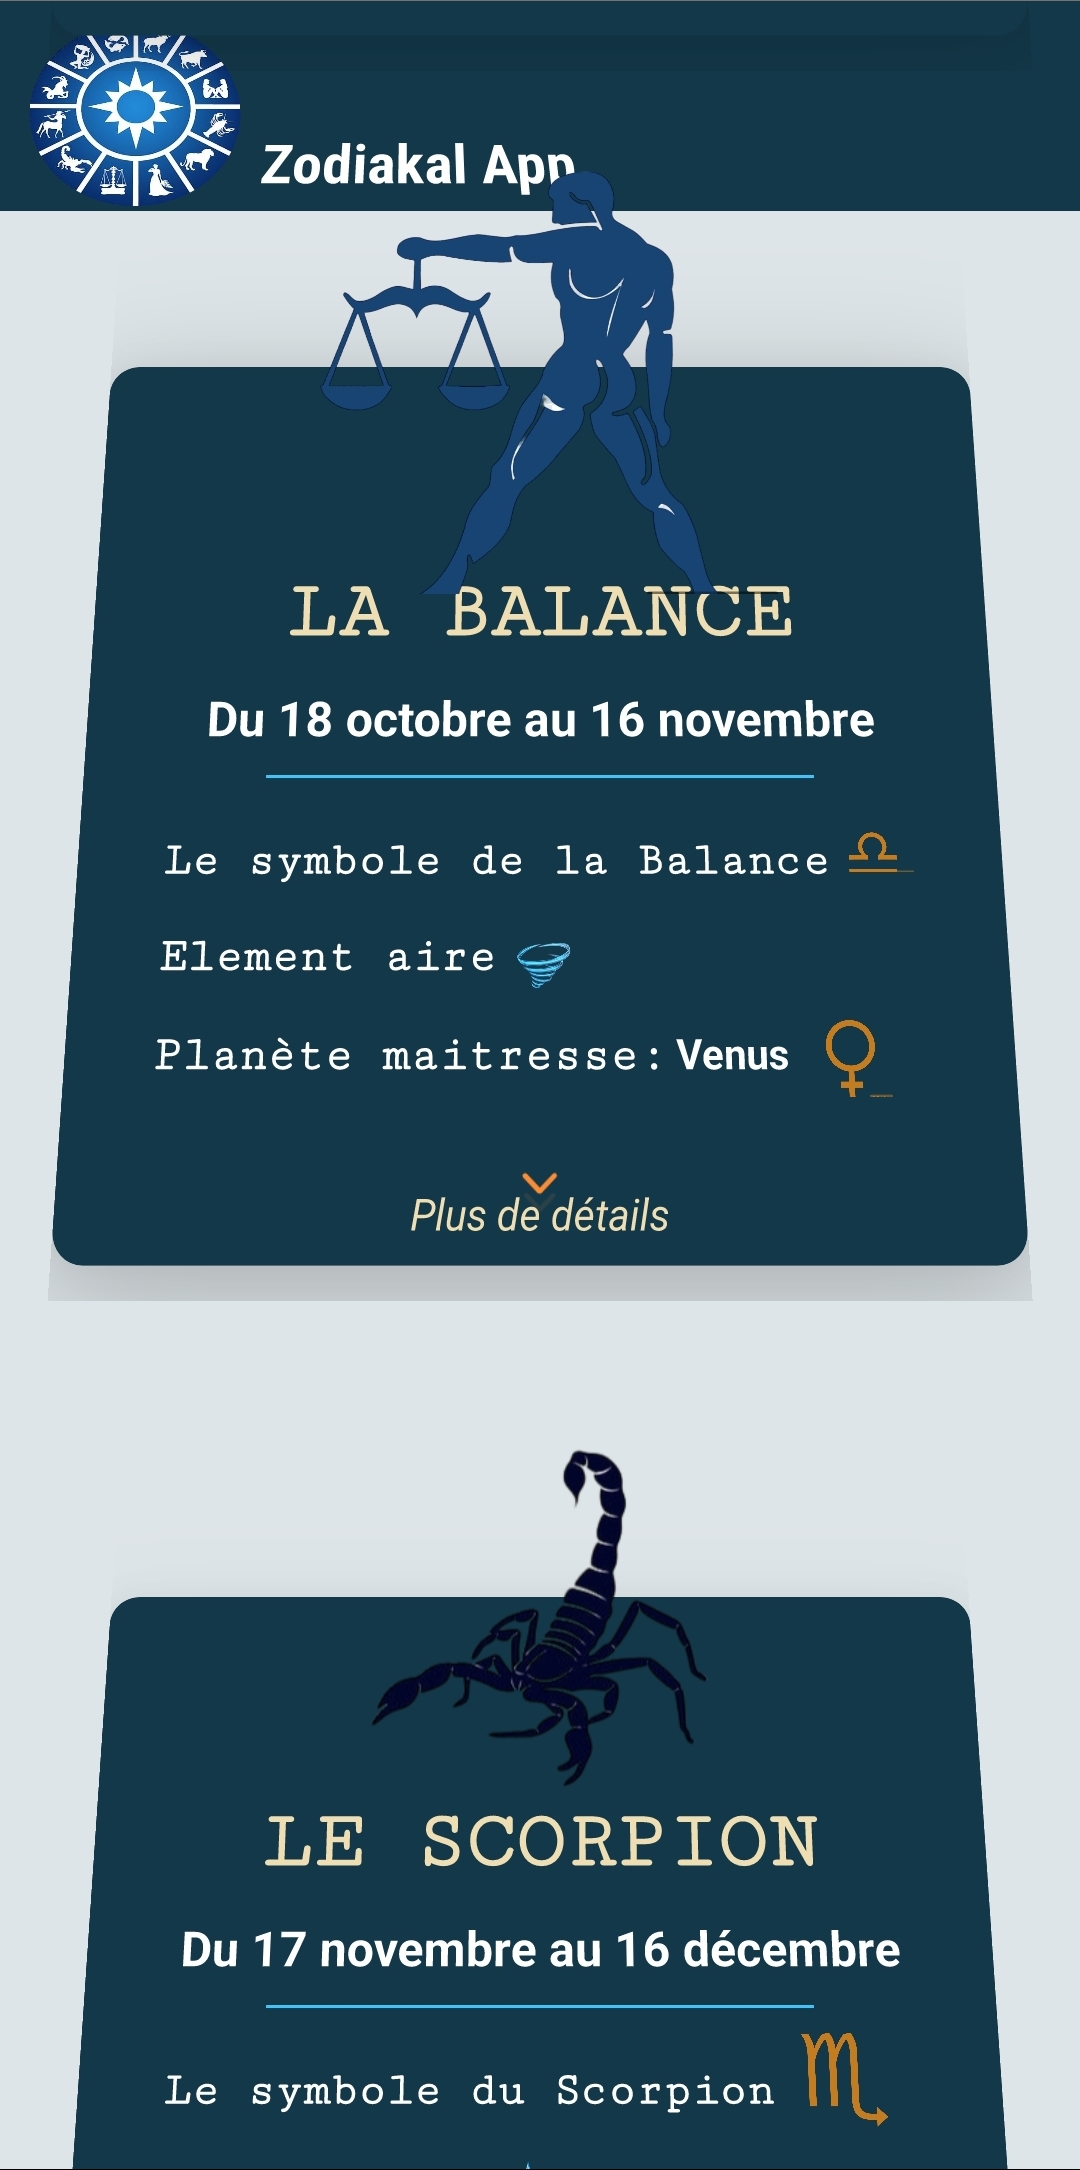 Zodiakal App
LA BALANCE
Du 18 octobre au 16 novembre
Le symbole de la Balance
Element aire
Planète maitresse: Venus
Plus de détails
LE SCORPION
Du 17 novembre au 16 décembre
Le symbole du Scorpion